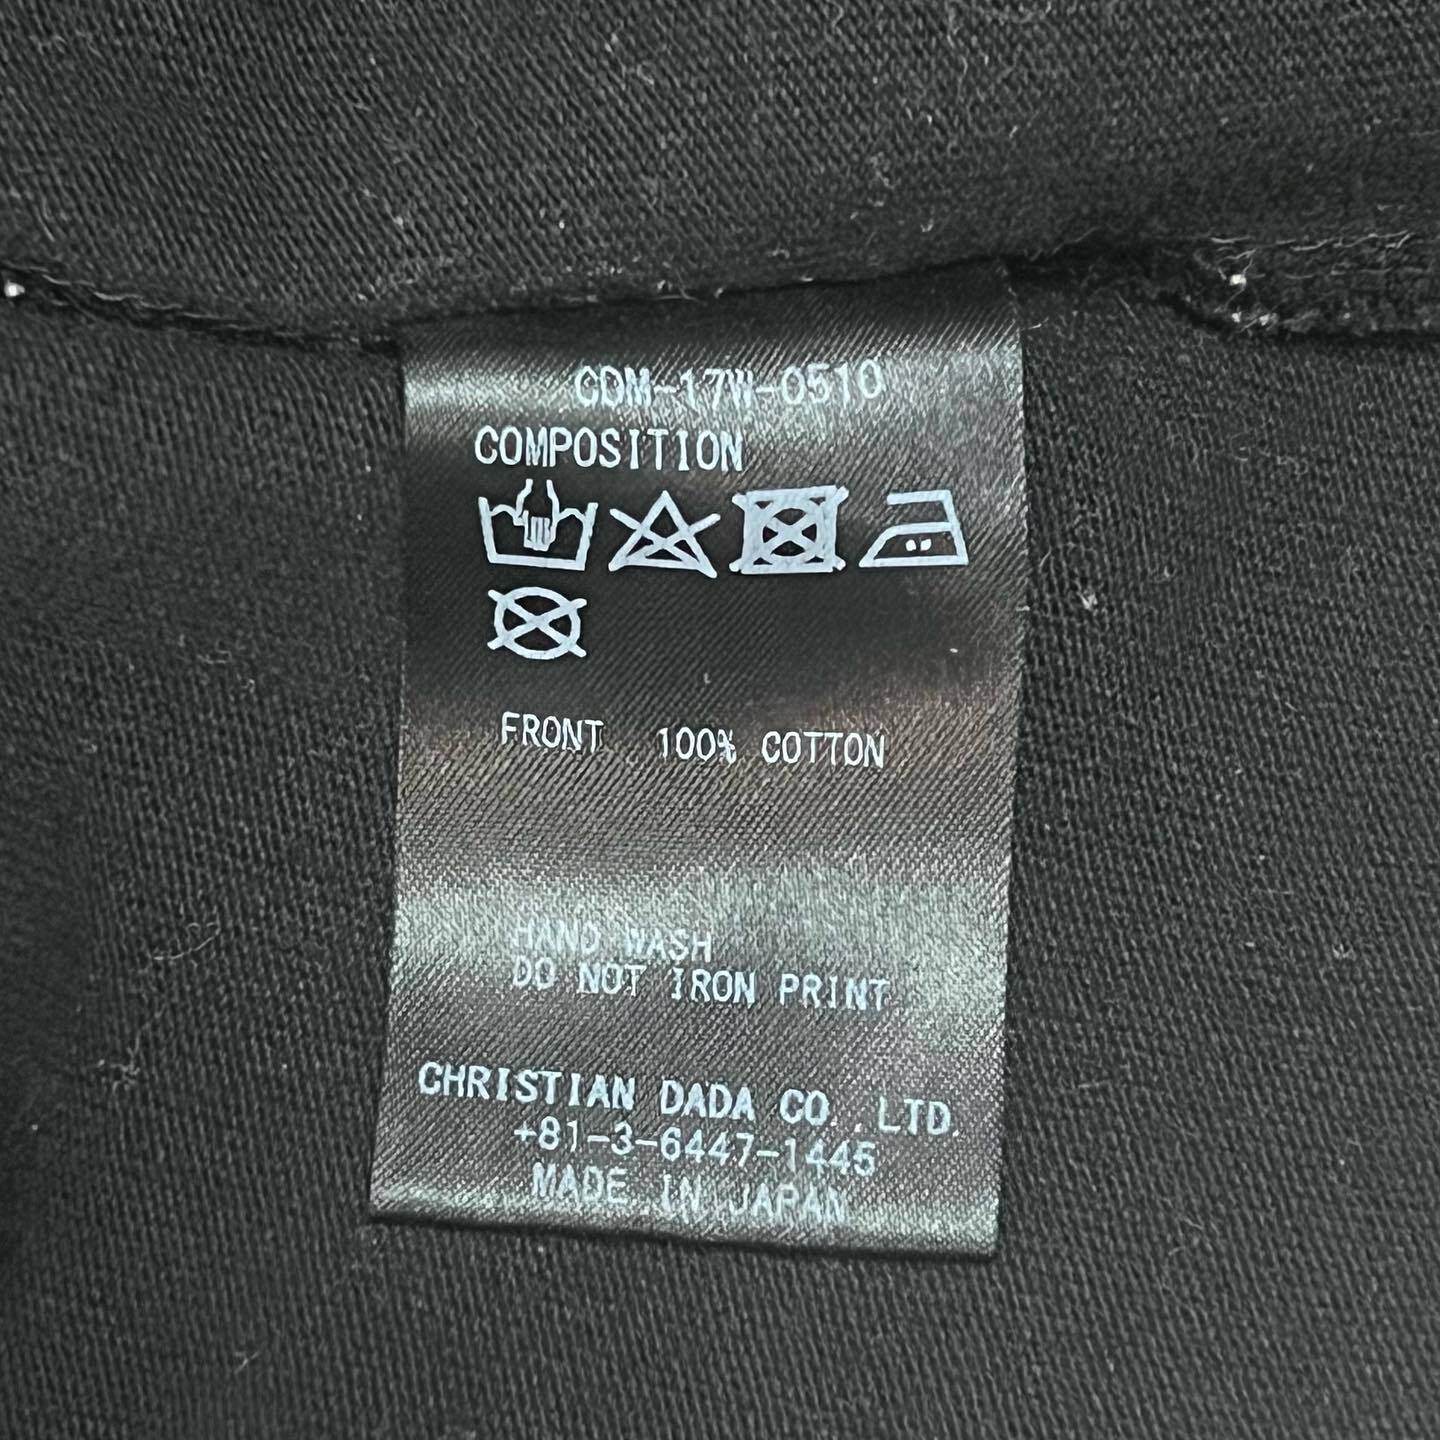 CDM-17W-0510
COMPOSITION
FRONT 100% COTTON
HAND WASH
DO NOT IRON PRINT
CHRISTIAN DADA CO.,LTD.
+81-3-6447-1445
MADE IN JAPAN